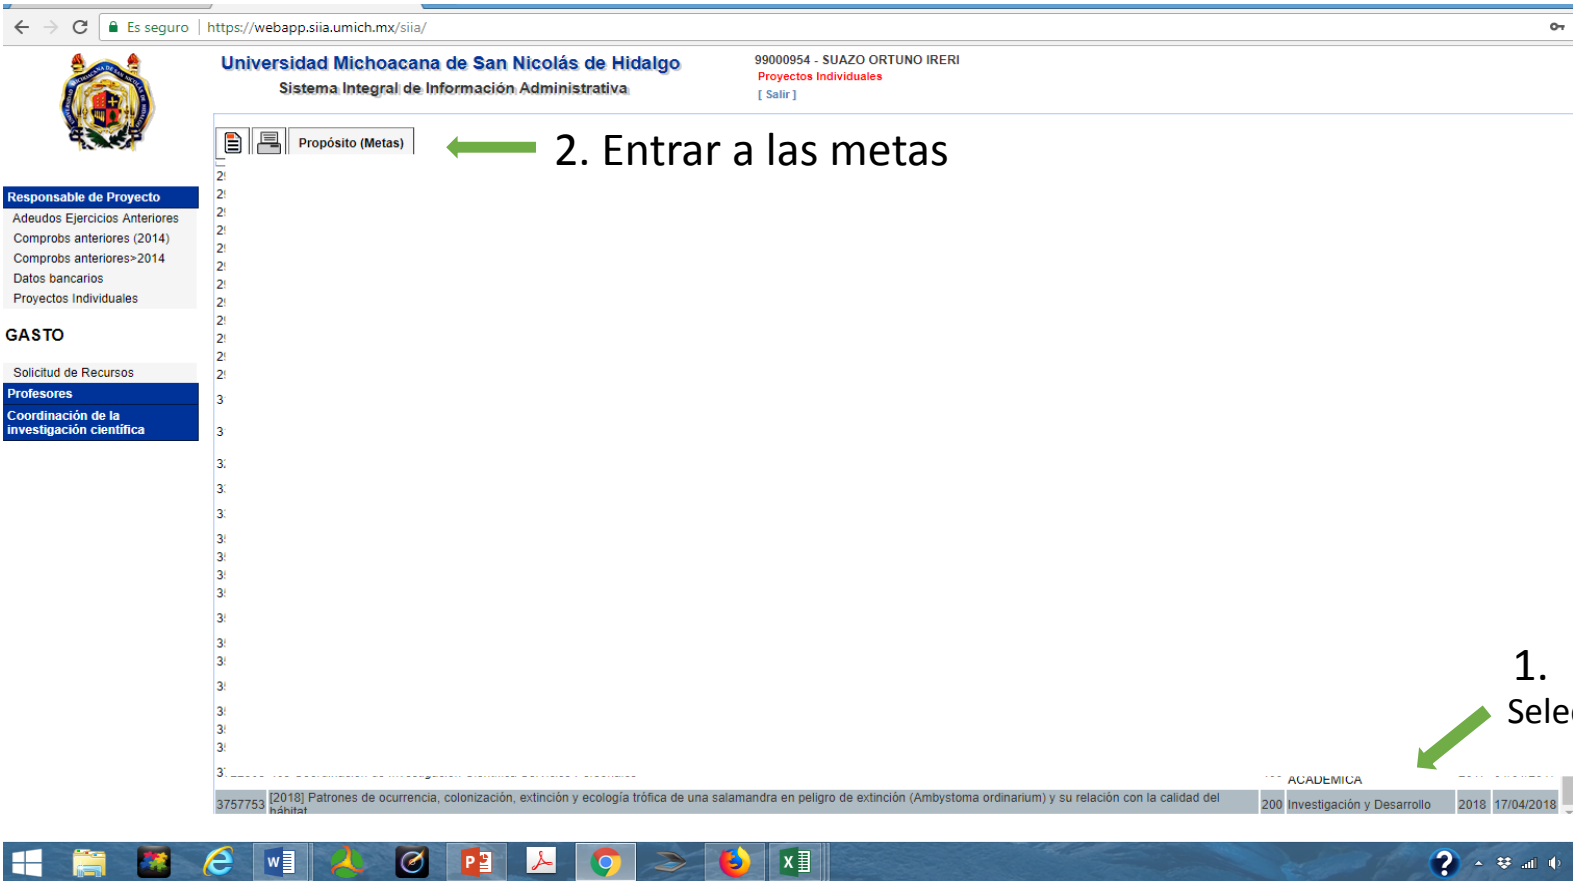 Es seguro | https://webapp.siia.umich.mx/siia/
Universidad Michoacana de San Nicolás de Hidalgo
Sistema Integral de Información Administrativa
99000954 - SUAZO ORTUNO IRERI
Proyectos Individuales
[ Salir ]
Propósito (Metas)
2. Entrar a las metas
Responsable de Proyecto
Adeudos Ejercicios Anteriores
Comprobs anteriores (2014)
Comprobs anteriores>2014
Datos bancarios
Proyectos Individuales
GASTO
Solicitud de Recursos
Profesores
Coordinación de la
investigación científica
1.
ACADEMICA
3757753 [2018] Patrones de ocurrencia, colonización, extinción y ecología trófica de una salamandra en peligro de extinción (Ambystoma ordinarium) y su relación con la calidad del
hábitat 200 Investigación y Desarrollo 2018 17/04/2018